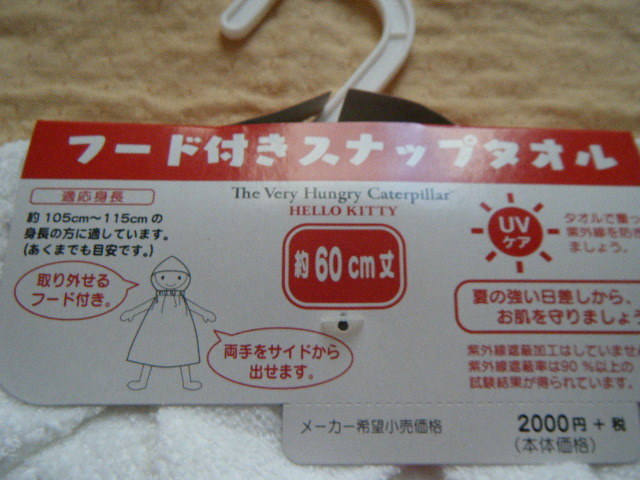 フード付きスナップタオル
適応身長
約 105cm～115cm の
身長の方に適しています。
(あくまでも目安です。)
取り外せる
フード付き。
両手をサイドから
出せます。
The Very Hungry Caterpillar
HELLO KITTY
約 60 cm 丈
UV
ケア
タオルで
紫外線を防ぎ
ましょう。
夏の強い日差しから、
お肌を守りましょう
紫外線遮蔽加工はしていません
紫外線遮蔽率は90 %以上の
試験結果が得られています。
メーカー希望小売価格
2000円 + 税
(本体価格)